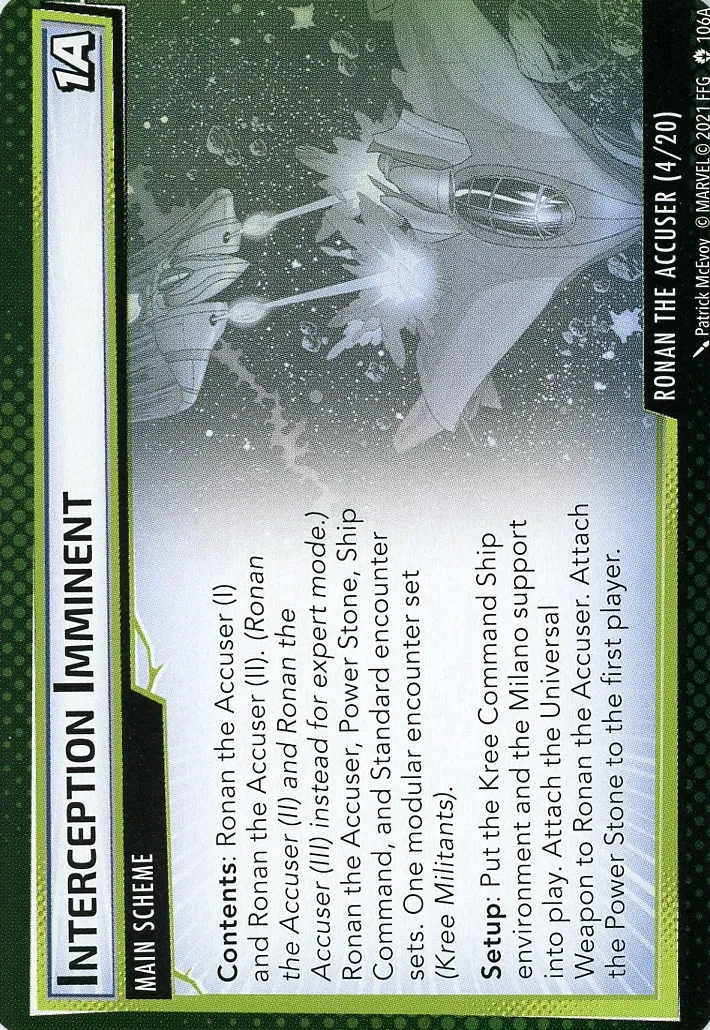 INTERCEPTION IMMINENT
1A
MAIN SCHEME
Contents: Ronan the Accuser (I)
and Ronan the Accuser (II). (Ronan
the Accuser (II) and Ronan the
Accuser (III) instead for expert mode.)
Ronan the Accuser, Power Stone, Ship
Command, and Standard encounter
sets. One modular encounter set
(Kree Militants).
Setup: Put the Kree Command Ship
environment and the Milano support
into play. Attach the Universal
Weapon to Ronan the Accuser. Attach
the Power Stone to the first player.
RONAN THE ACCUSER (4/20)
Patrick McEvoy © MARVEL © 2021 FFG 106A